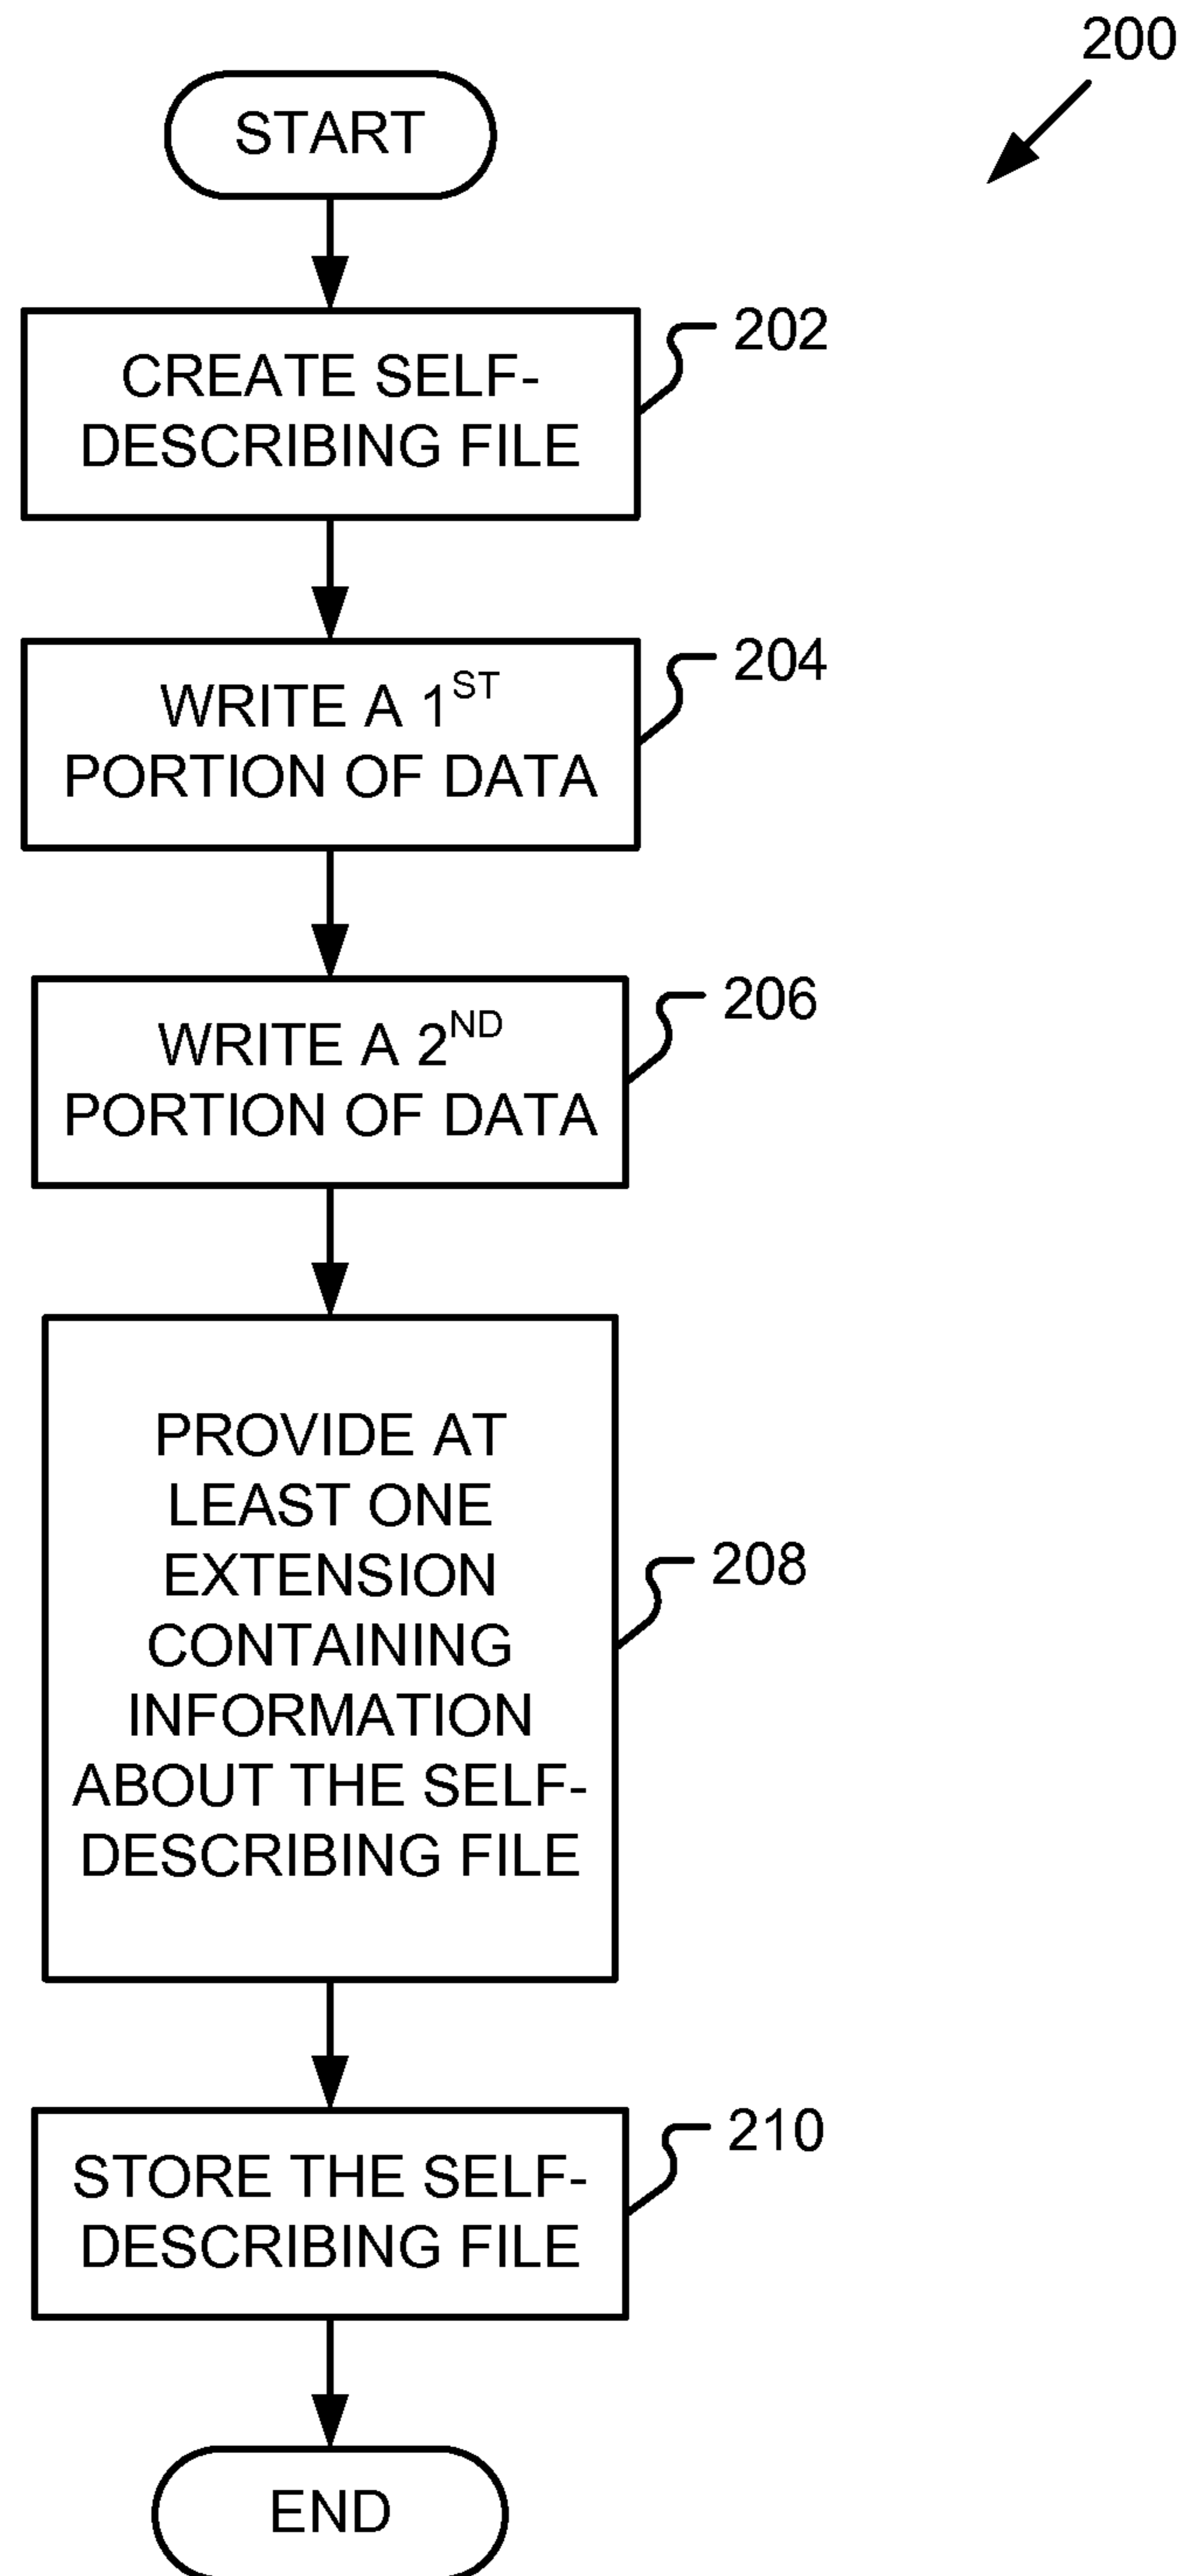 200
START
202
CREATE SELF-
DESCRIBING FILE
204
WRITE A 1ST
PORTION OF DATA
206
WRITE A 2ND
PORTION OF DATA
PROVIDE AT
LEAST ONE
EXTENSION
208
CONTAINING
INFORMATION
ABOUT THE SELF-
DESCRIBING FILE
210
STORE THE SELF-
DESCRIBING FILE
END